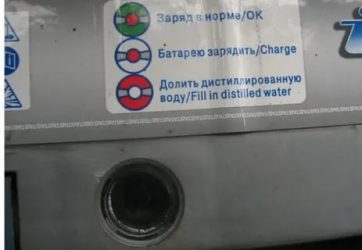 Заряд в норме/OK
Батарею зарядить/Charge
Долить дистиллированную
воду/Fill in distilled water